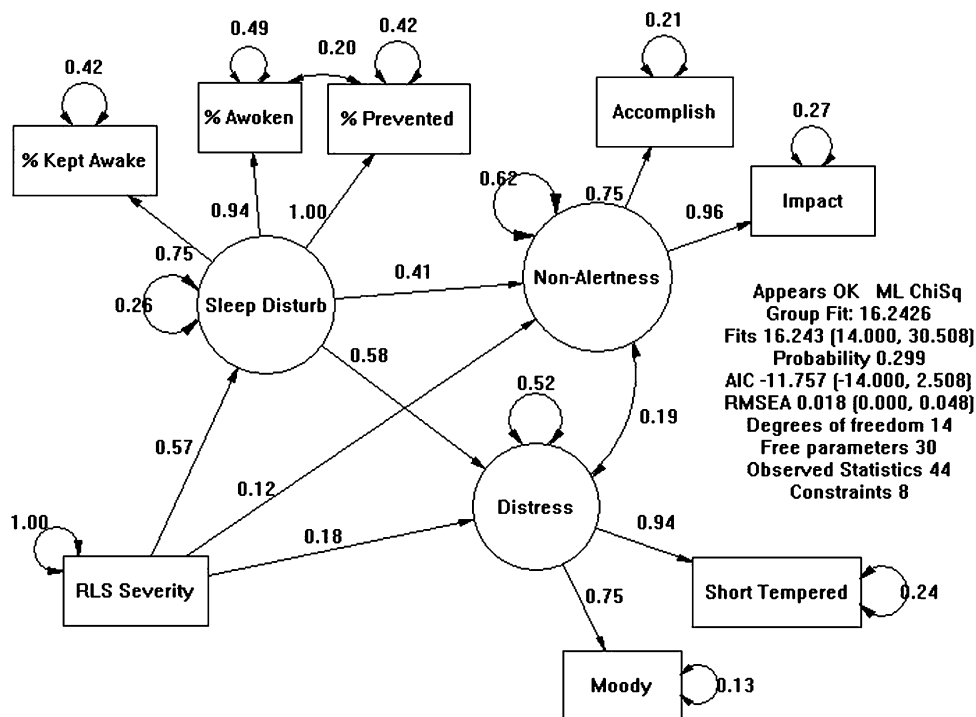 0.49
0.42
0.21
0.42
0.20
% Kept Awake
% Awoken
% Prevented
Accomplish
0.27
0.62
0.75
Impact
0.94
1.00
0.96
0.75
0.26
Sleep Disturb
0.41
Non-Alertness
Appears OK ML ChiSq
Group Fit: 16.2426
Fits 16.243 (14.000, 30.508)
Probability 0.299
AIC -11.757 (-14.000, 2.508)
RMSEA 0.018 (0.000, 0.048)
Degrees of freedom 14
Free parameters 30
Observed Statistics 44
Constraints 8
0.58
0.52
0.19
0.57
0.12
Distress
1.00
0.18
0.94
RLS Severity
0.75
Short Tempered
0.24
Moody
0.13